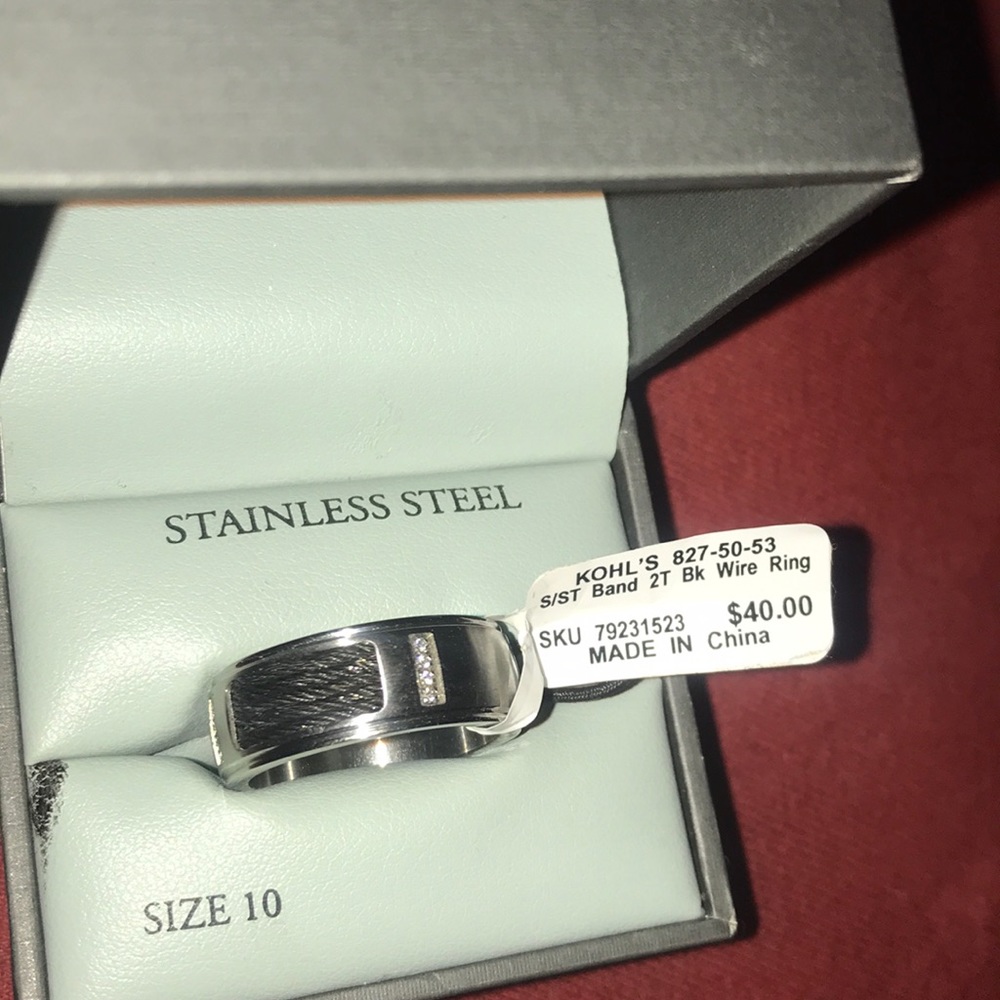 STAINLESS STEEL
KOHL'S 827-50-53
S/ST Band 2T Bk Wire Ring
SKU 79231523 $40.00
MADE IN China
SIZE 10